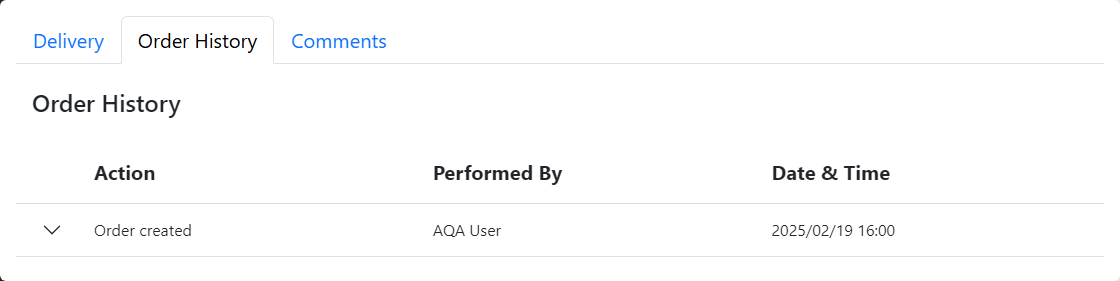 Delivery Order History Comments
Order History
Action Performed By Date & Time
Order created AQA User 2025/02/19 16:00